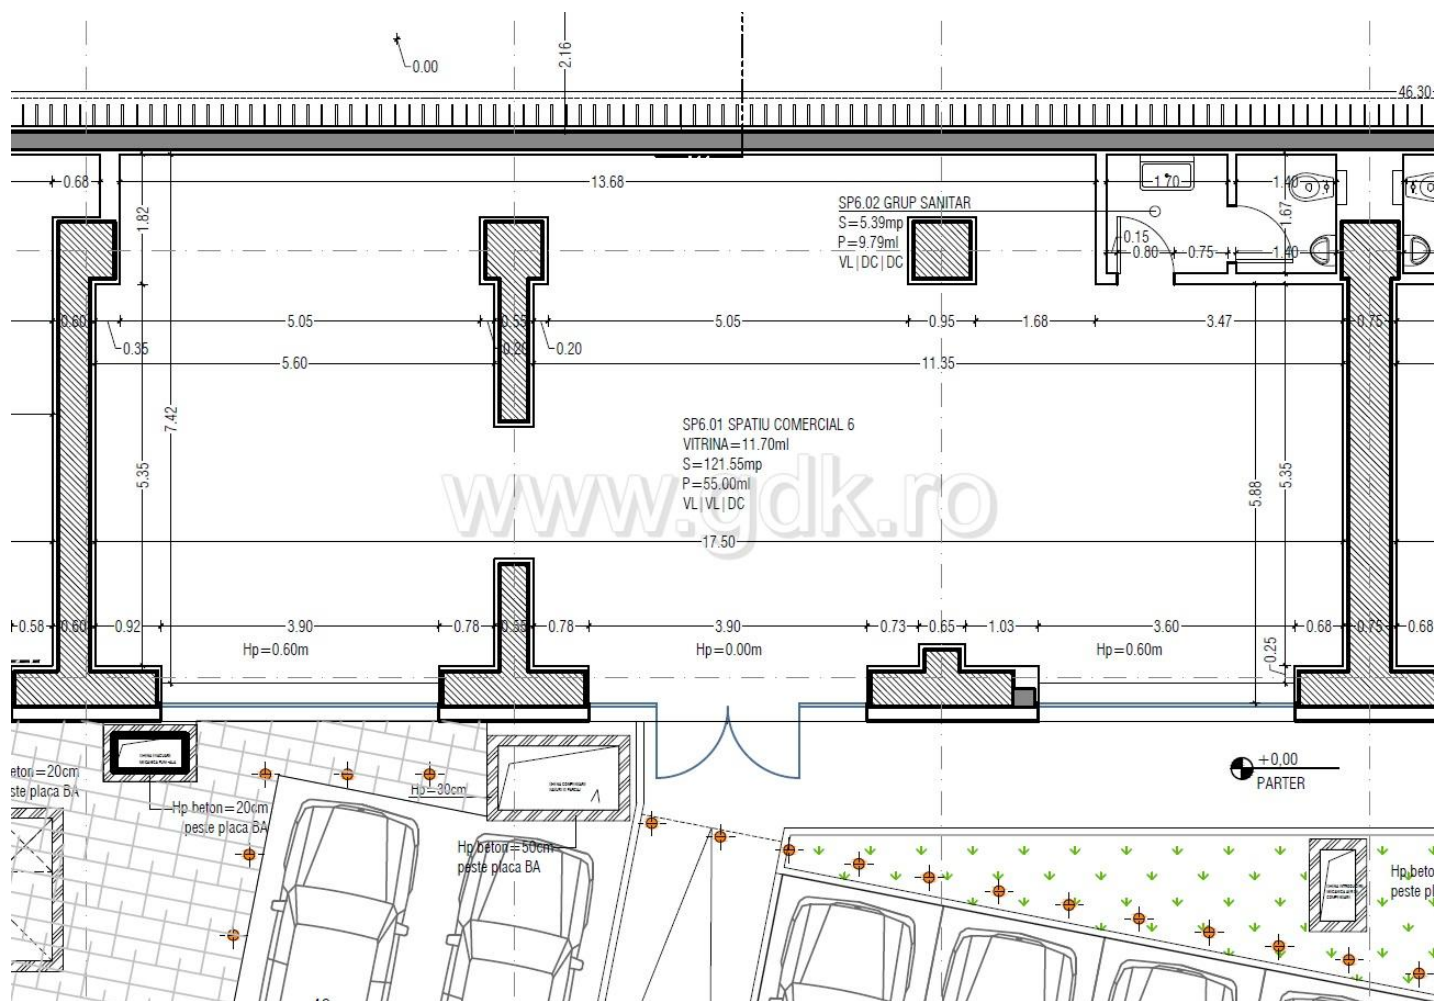 0.00
2.16
46.30
0.68
13.68
1.70
1.40
1.82
1.67
SP6.02 GRUP SANITAR
S=5.39mp
P=9.79ml
VL|DC|DC
0.15
0.80
0.75
1.40
0.60
5.05
0.55
5.05
0.95
1.68
3.47
0.75
0.35
0.20
0.20
5.60
11.35
7.42
5.35
SP6.01 SPATIU COMERCIAL 6
VITRINA=11.70ml
S=121.55mp
P=55.00ml
VL|VL|DC
5.88
5.35
www.gdk.ro
17.50
0.58
0.60
0.92
3.90
0.78
0.55
0.78
3.90
0.73
0.65
1.03
3.60
0.68
0.75
0.68
Hp=0.60m
Hp=0.00m
Hp=0.60m
0.25
+0,00
PARTER
eton=20cm
ste placa BA
Hp beton=20cm
peste placa BA
Hp=30cm
Hp beton=50cm
peste placa BA
Hp beto
peste pl